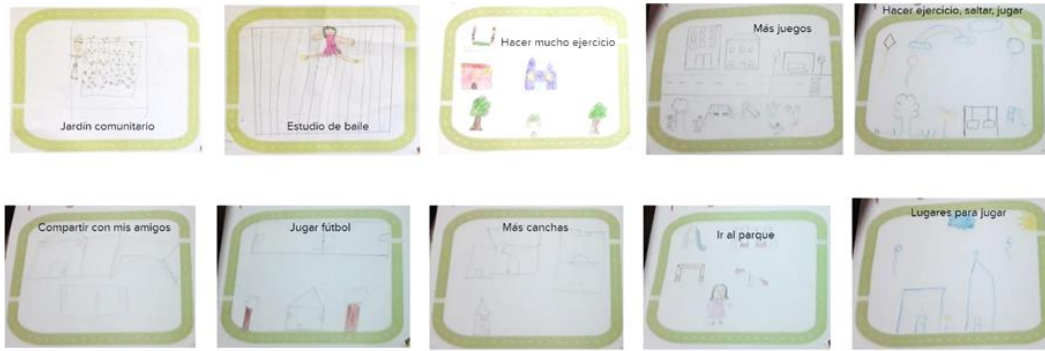 Jardín comunitario
Estudio de baile
Hacer mucho ejercicio
Más juegos
Hacer ejercicio, saltar, jugar
Compartir con mis amigos
Jugar fútbol
Más canchas
Ir al parque
Lugares para jugar